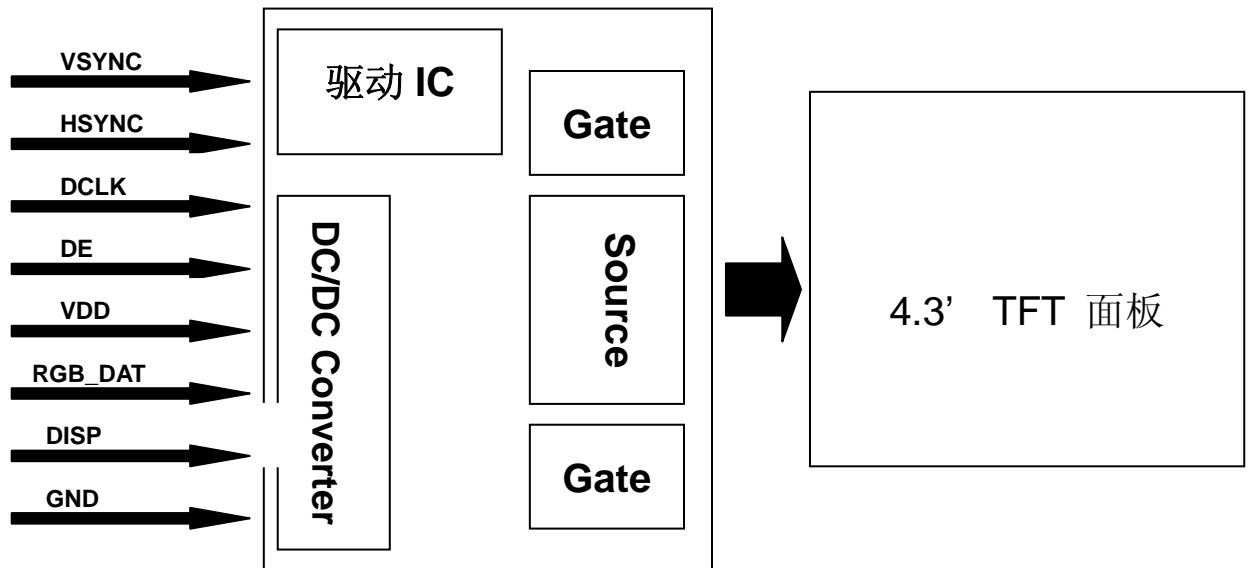 VSYNC
HSYNC
DCLK
DE
VDD
RGB_DAT
DISP
GND
驱动 IC
DC/DC Converter
Gate
Source
Gate
4.3’ TFT 面板